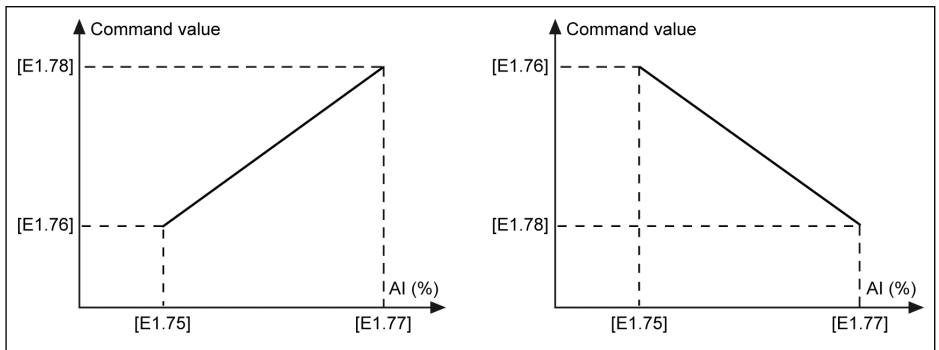 Command value
[E1.78]
[E1.76]
AI (%)
[E1.75]
[E1.77]
Command value
[E1.76]
[E1.78]
AI (%)
[E1.75]
[E1.77]